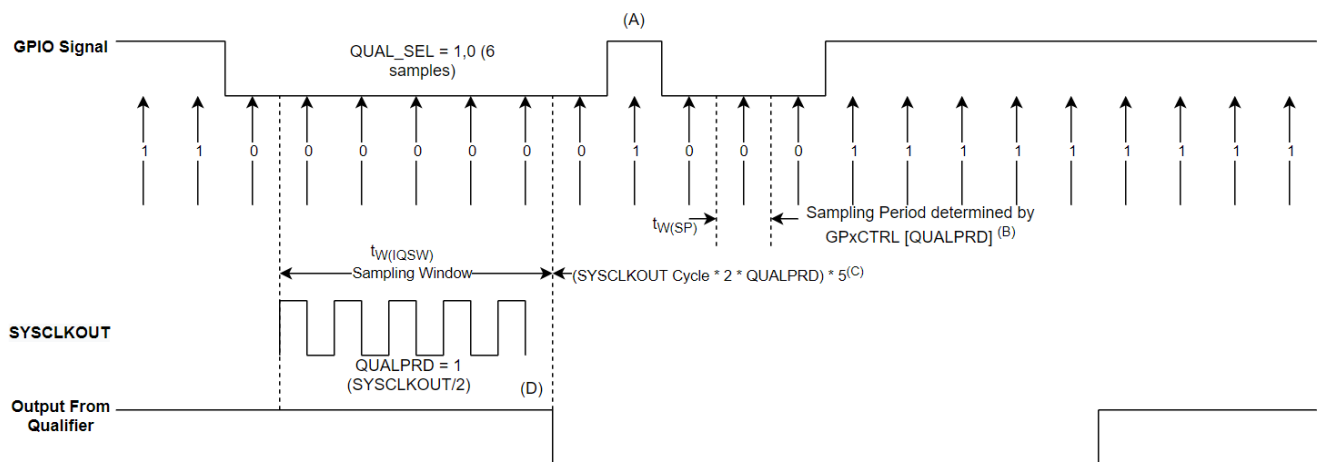 (A)
GPIO Signal
QUAL_SEL = 1,0 (6
samples)
1 1 0 0 0 0 0 0 0 1 0 0 0 1 1 1 1 1 1 1 1 1
tW(SP)
Sampling Period determined by
GPxCTRL [QUALPRD] (B)
tW(IQSW)
Sampling Window
(SYSCLKOUT Cycle * 2 * QUALPRD) * 5(C)
SYSCLKOUT
QUALPRD = 1
(SYSCLKOUT/2)
(D)
Output From
Qualifier